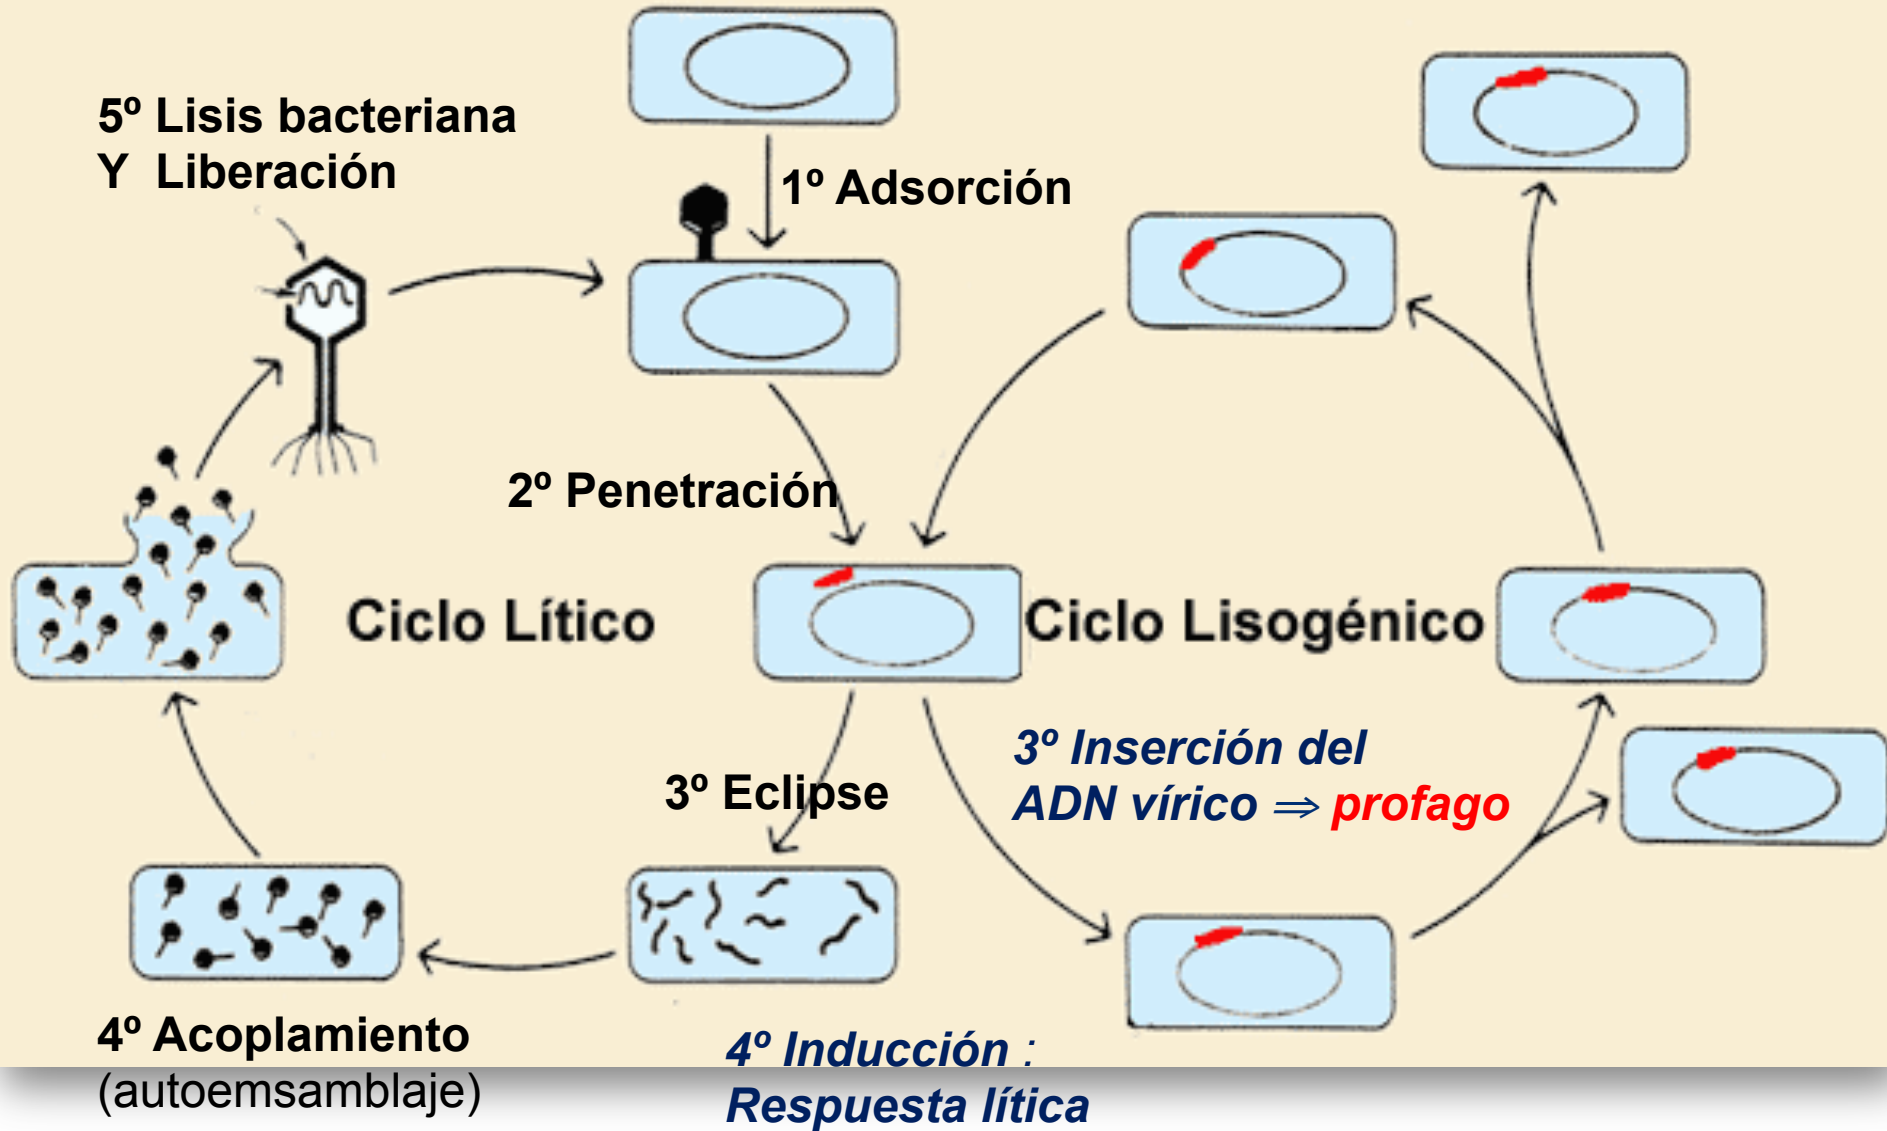 5º Lisis bacteriana
Y Liberación
1º Adsorción
2º Penetración
Ciclo Lítico
Ciclo Lisogénico
3º Eclipse
3º Inserción del
ADN vírico ⇒ profago
4º Acoplamiento
(autoemsamblaje)
4º Inducción :
Respuesta lítica